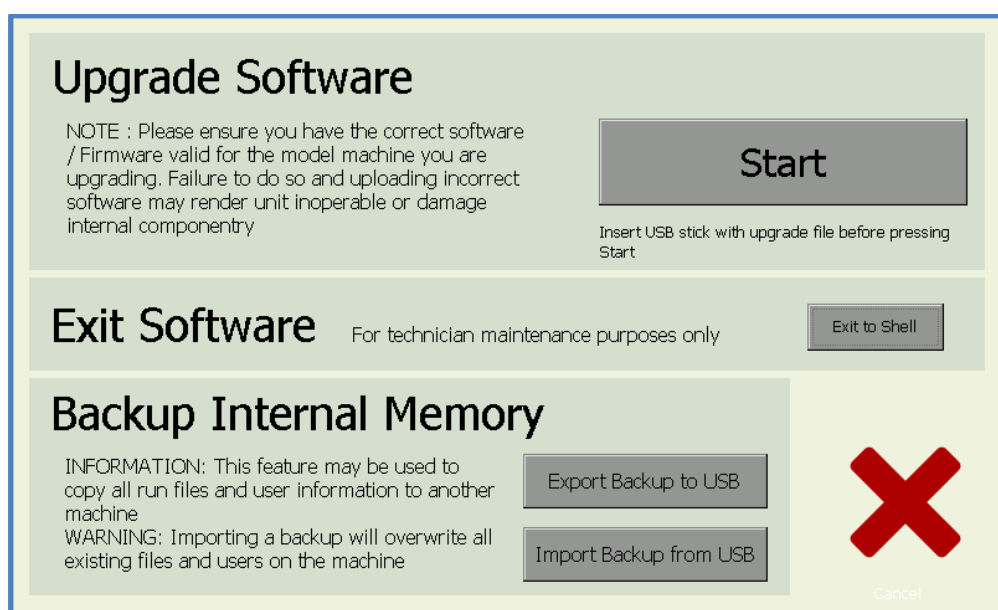 Upgrade Software
NOTE : Please ensure you have the correct software
/ Firmware valid for the model machine you are
upgrading. Failure to do so and uploading incorrect
software may render unit inoperable or damage
internal componentry
Start
Insert USB stick with upgrade file before pressing
Start
Exit Software
For technician maintenance purposes only
Exit to Shell
Backup Internal Memory
INFORMATION: This feature may be used to
copy all run files and user information to another
machine
WARNING: Importing a backup will overwrite all
existing files and users on the machine
Export Backup to USB
Import Backup from USB
Cancel